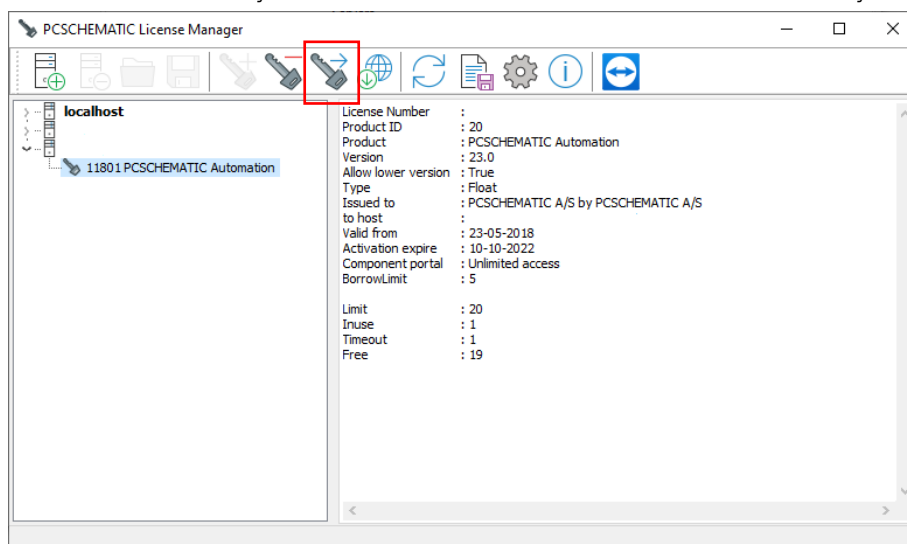 PCSCHEMATIC License Manager
localhost
11801 PCSCHEMATIC Automation
License Number :
Product ID : 20
Product : PCSCHEMATIC Automation
Version : 23.0
Allow lower version : True
Type : Float
Issued to : PCSCHEMATIC A/S by PCSCHEMATIC A/S
to host :
Valid from : 23-05-2018
Activation expire : 10-10-2022
Component portal : Unlimited access
BorrowLimit : 5
Limit : 20
Inuse : 1
Timeout : 1
Free : 19